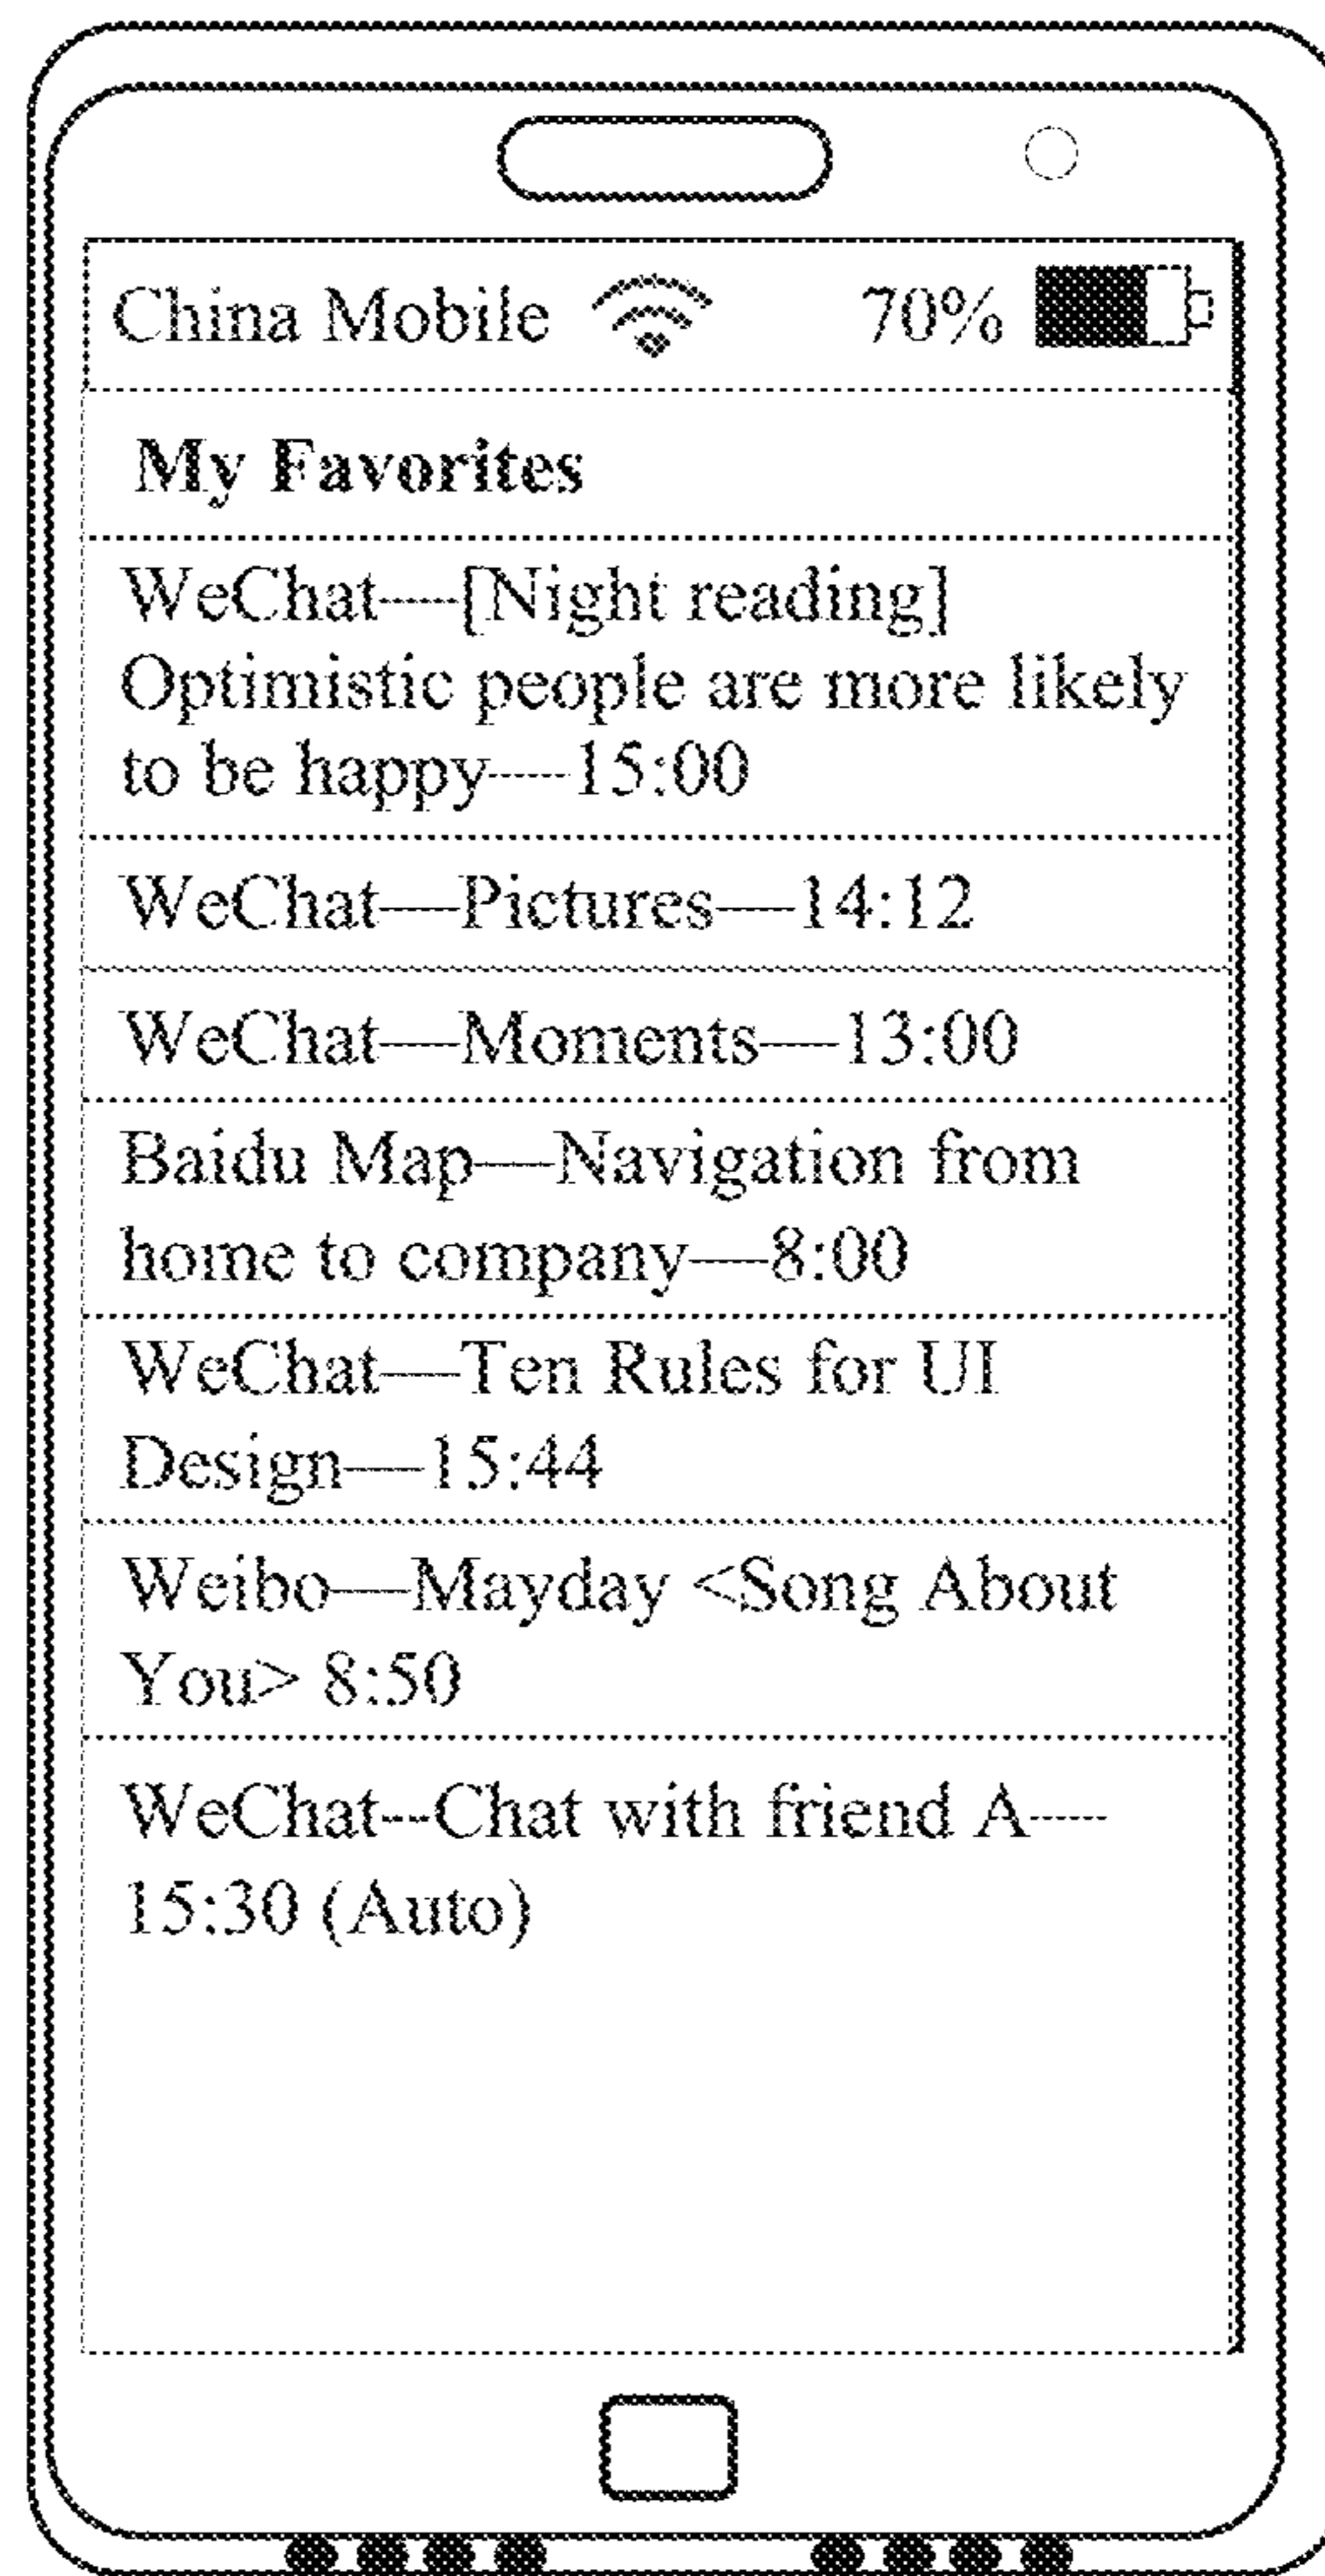 China Mobile 70%
My Favorites
WeChat—[Night reading]
Optimistic people are more likely
to be happy—15:00
WeChat—Pictures—14:12
WeChat—Moments—13:00
Baidu Map—Navigation from
home to company—8:00
WeChat—Ten Rules for UI
Design—15:44
Weibo—Mayday <Song About
You> 8:50
WeChat--Chat with friend A—
15:30 (Auto)